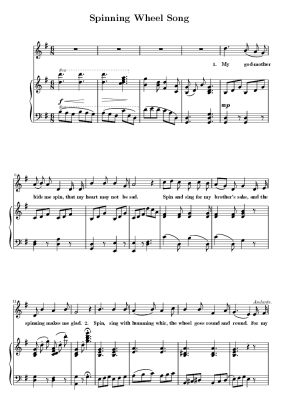 Spinning Wheel Song
8va
1. My god-mother
mp
bids me spin, that my heart may not be sad. Spin and sing for my brother's sake, and the
Andante
spinning makes me glad. 2. Spin, sing with humming whir, the wheel goes round and round. for my